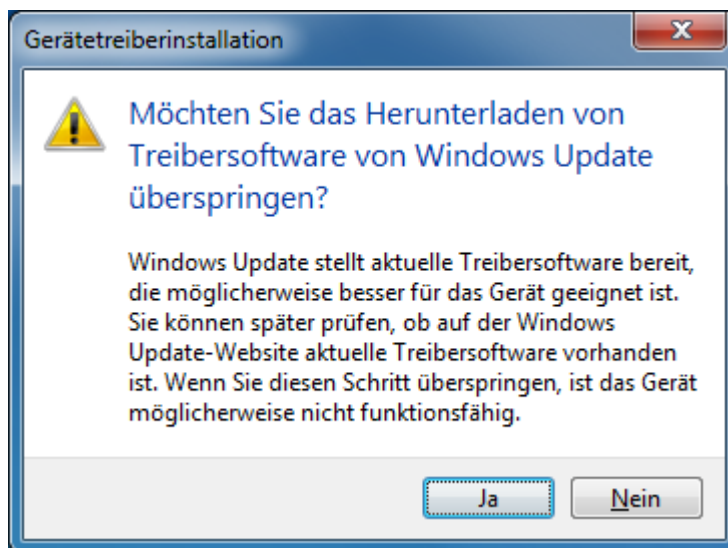 Gerätetreiberinstallation
Möchten Sie das Herunterladen von
Treibersoftware von Windows Update
überspringen?
Windows Update stellt aktuelle Treibersoftware bereit,
die möglicherweise besser für das Gerät geeignet ist.
Sie können später prüfen, ob auf der Windows
Update-Website aktuelle Treibersoftware vorhanden
ist. Wenn Sie diesen Schritt überspringen, ist das Gerät
möglicherweise nicht funktionsfähig.
Ja
Nein